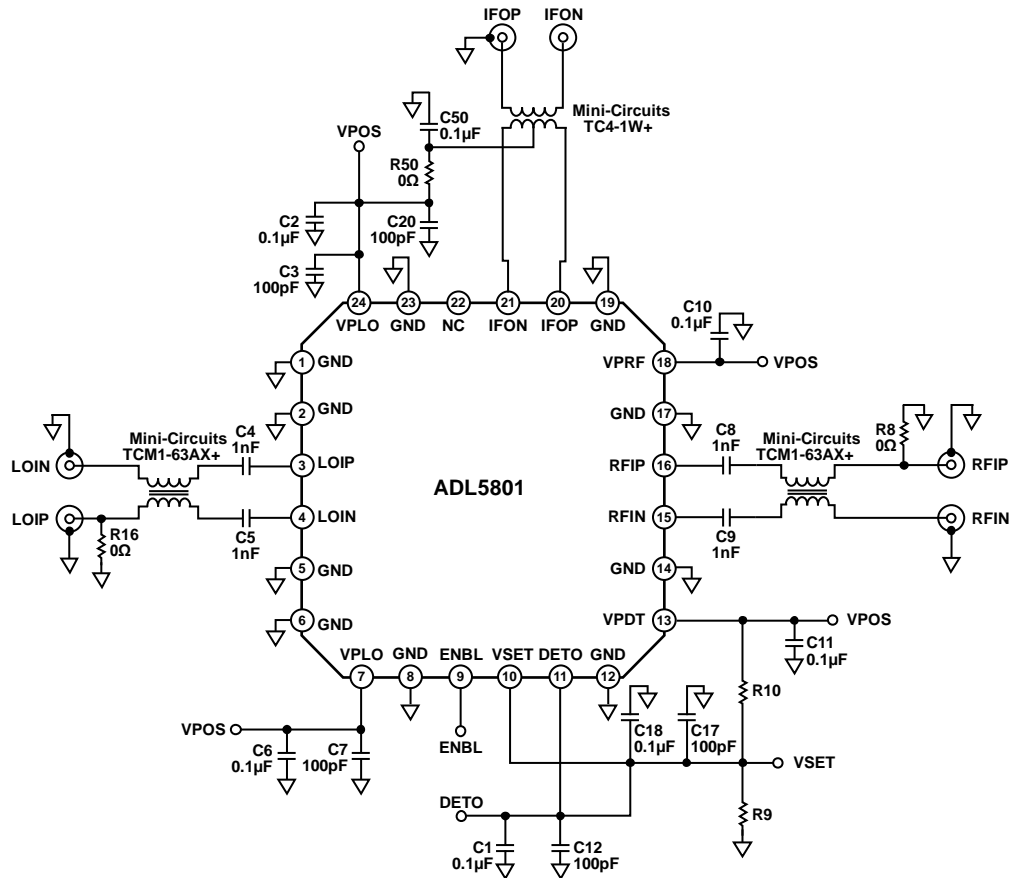 IFOP IFON
Mini-Circuits
TC4-1W+
C50
0.1µF
VPOS
R50
0Ω
C2
0.1µF
C20
100pF
C3
100pF
24 23 22 21 20 19
VPLO GND NC IFON IFOP GND
C10
0.1µF
VPRF 18 VPOS
1 GND
2 GND
GND 17
Mini-Circuits
TCM1-63AX+
C4
1nF
LOIN
3 LOIP
LOIP
4 LOIN
R16
0Ω
C5
1nF
5 GND
6 GND
ADL5801
C8
1nF
Mini-Circuits
TCM1-63AX+
R8
0Ω
RFIP 16
RFIP
RFIN 15
RFIN
C9
1nF
GND 14
VPDT 13
VPOS
C11
0.1µF
VPLO GND ENBL VSET DETO GND
7 8 9 10 11 12
R10
VPOS
C6
0.1µF
C7
100pF
ENBL
C18
0.1µF
C17
100pF
VSET
R9
DETO
C1
0.1µF
C12
100pF